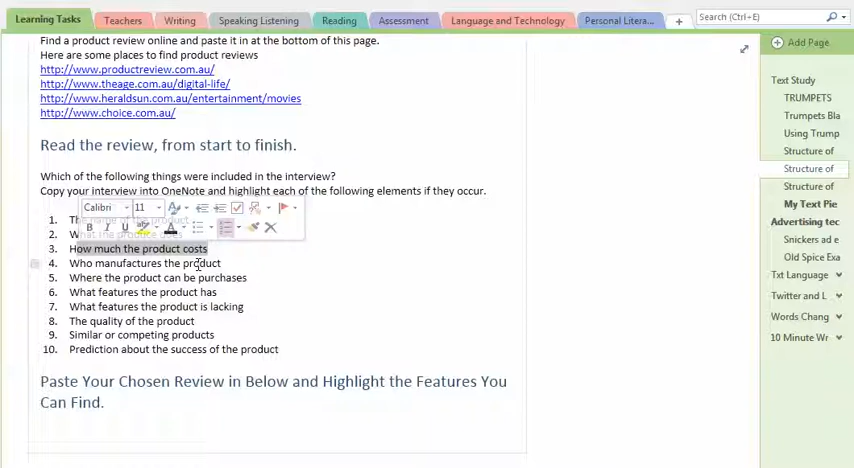 Learning Tasks Teachers Writing Speaking Listening Reading Assessment Language and Technology Personal Litera... Search (Ctrl+E)
Find a product review online and paste it in at the bottom of this page.
Here are some places to find product reviews
http://www.productreview.com.au/
http://www.theage.com.au/digital-life/
http://www.heraldsun.com.au/entertainment/movies
http://www.choice.com.au/
Read the review, from start to finish.
Which of the following things were included in the interview?
Copy your interview into OneNote and highlight each of the following elements if they occur.
Calibri 11
B I U ab A
1. The name of the product
2. What the produce does
3. How much the product costs
4. Who manufactures the product
5. Where the product can be purchases
6. What features the product has
7. What features the product is lacking
8. The quality of the product
9. Similar or competing products
10. Prediction about the success of the product
Paste Your Chosen Review in Below and Highlight the Features You
Can Find.
Add Page
Text Study
TRUMPETS
Trumpets Bla
Using Trump
Structure of
Structure of
Structure of
My Text Pie
Advertising tec
Snickers ad e
Old Spice Exa
Txt Language
Twitter and L
Words Chang
10 Minute Wr